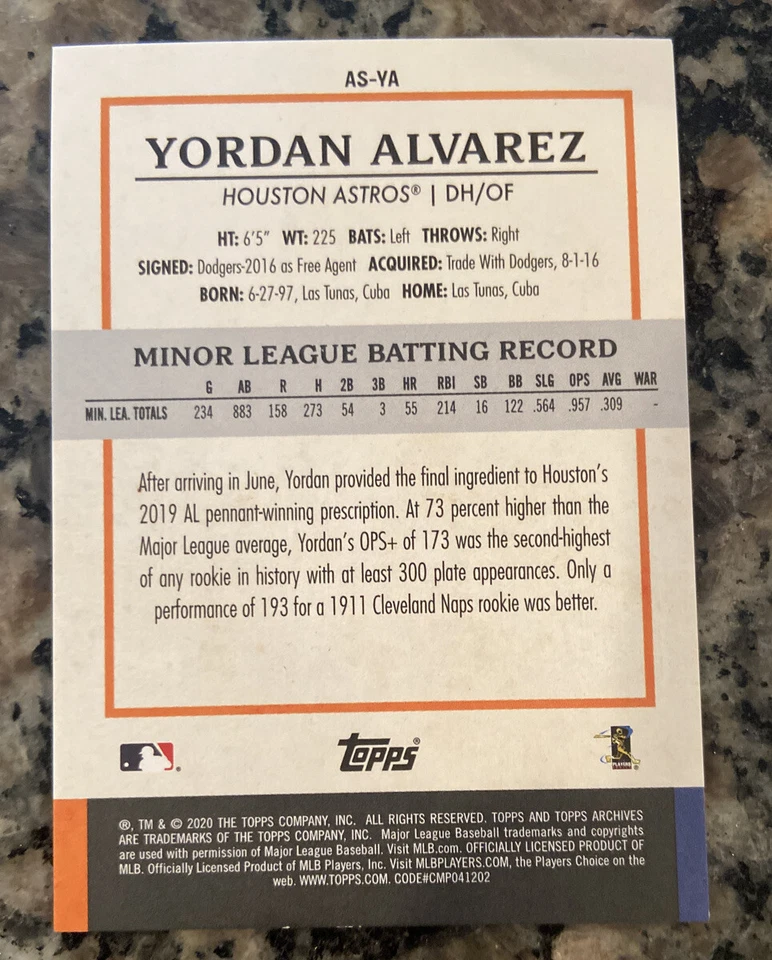 AS-YA
YORDAN ALVAREZ
HOUSTON ASTROS® | DH/OF
HT: 6'5" WT: 225 BATS: Left THROWS: Right
SIGNED: Dodgers-2016 as Free Agent ACQUIRED: Trade With Dodgers, 8-1-16
BORN: 6-27-97, Las Tunas, Cuba HOME: Las Tunas, Cuba
MINOR LEAGUE BATTING RECORD
G AB R H 2B 3B HR RBI SB BB SLG OPS AVG WAR
MIN. LEA. TOTALS 234 883 158 273 54 3 55 214 16 122 .564 .957 .309 -
After arriving in June, Yordan provided the final ingredient to Houston's
2019 AL pennant-winning prescription. At 73 percent higher than the
Major League average, Yordan's OPS+ of 173 was the second-highest
of any rookie in history with at least 300 plate appearances. Only a
performance of 193 for a 1911 Cleveland Naps rookie was better.
topps®
PLAYERS
®, TM & © 2020 THE TOPPS COMPANY, INC. ALL RIGHTS RESERVED. TOPPS AND TOPPS ARCHIVES
ARE TRADEMARKS OF THE TOPPS COMPANY, INC. Major League Baseball trademarks and copyrights
are used with permission of Major League Baseball. Visit MLB.com. OFFICIALLY LICENSED PRODUCT OF
MLB. Officially Licensed Product of MLB Players, Inc. Visit MLBPLAYERS.COM, the Players Choice on the
web. WWW.TOPPS.COM. CODE#CMP041202